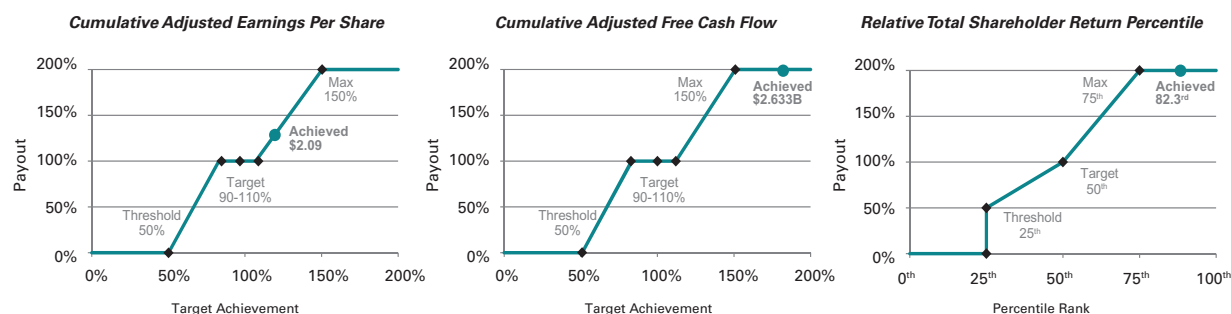 Cumulative Adjusted Earnings Per Share
200%
150%
100%
50%
0%
Payout
Max
150%
Achieved
$2.09
Target
90-110%
Threshold
50%
0%
50%
100%
150%
200%
Target Achievement
Cumulative Adjusted Free Cash Flow
200%
150%
100%
50%
0%
Payout
Max
150%
Achieved
$2.633B
Target
90-110%
Threshold
50%
0%
50%
100%
150%
200%
Target Achievement
Relative Total Shareholder Return Percentile
200%
150%
100%
50%
0%
Payout
Max
75th
Achieved
82.3rd
Target
50th
Threshold
25th
0th
25th
50th
75th
100th
Percentile Rank